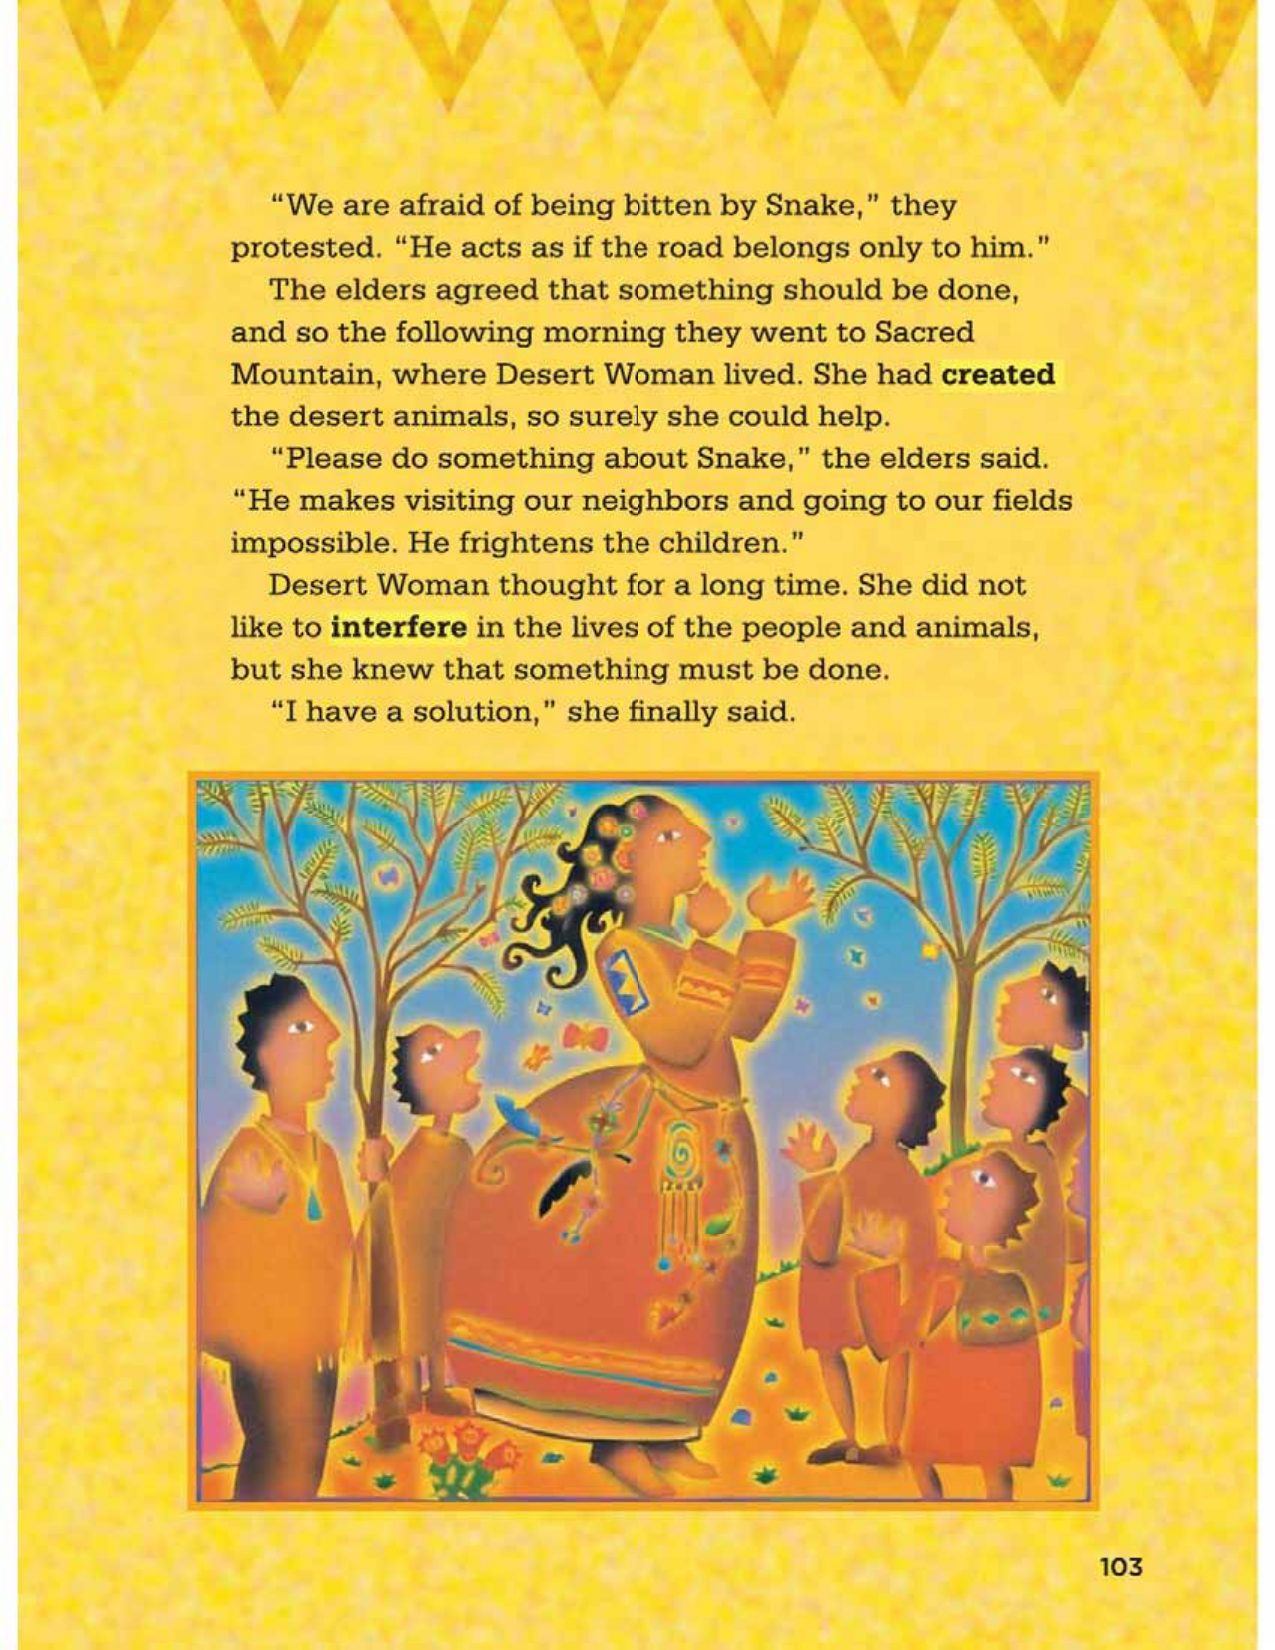 “We are afraid of being bitten by Snake,” they
protested. “He acts as if the road belongs only to him.”
The elders agreed that something should be done,
and so the following morning they went to Sacred
Mountain, where Desert Woman lived. She had created
the desert animals, so surely she could help.
“Please do something about Snake,” the elders said.
“He makes visiting our neighbors and going to our fields
impossible. He frightens the children.”
Desert Woman thought for a long time. She did not
like to interfere in the lives of the people and animals,
but she knew that something must be done.
“I have a solution,” she finally said.
103